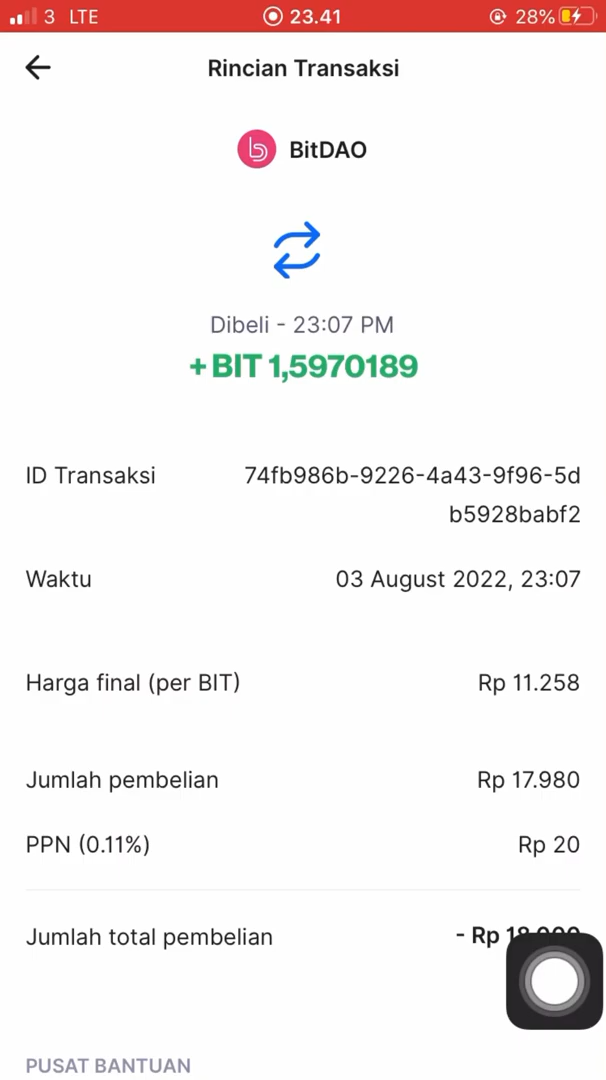 3 LTE 23.41 28%
Rincian Transaksi
BitDAO
Dibeli - 23:07 PM
+ BIT 1,5970189
ID Transaksi 74fb986b-9226-4a43-9f96-5d
b5928babf2
Waktu 03 August 2022, 23:07
Harga final (per BIT) Rp 11.258
Jumlah pembelian Rp 17.980
PPN (0.11%) Rp 20
Jumlah total pembelian - Rp 18.000
PUSAT BANTUAN